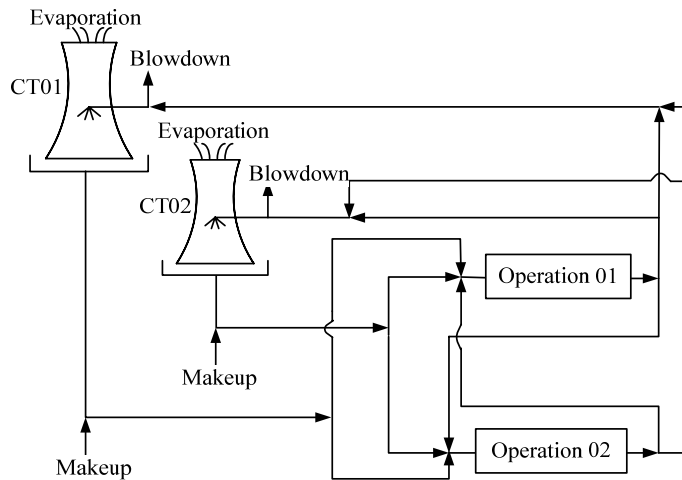 Evaporation
Blowdown
CT01
Evaporation
Blowdown
CT02
Operation 01
Makeup
Operation 02
Makeup